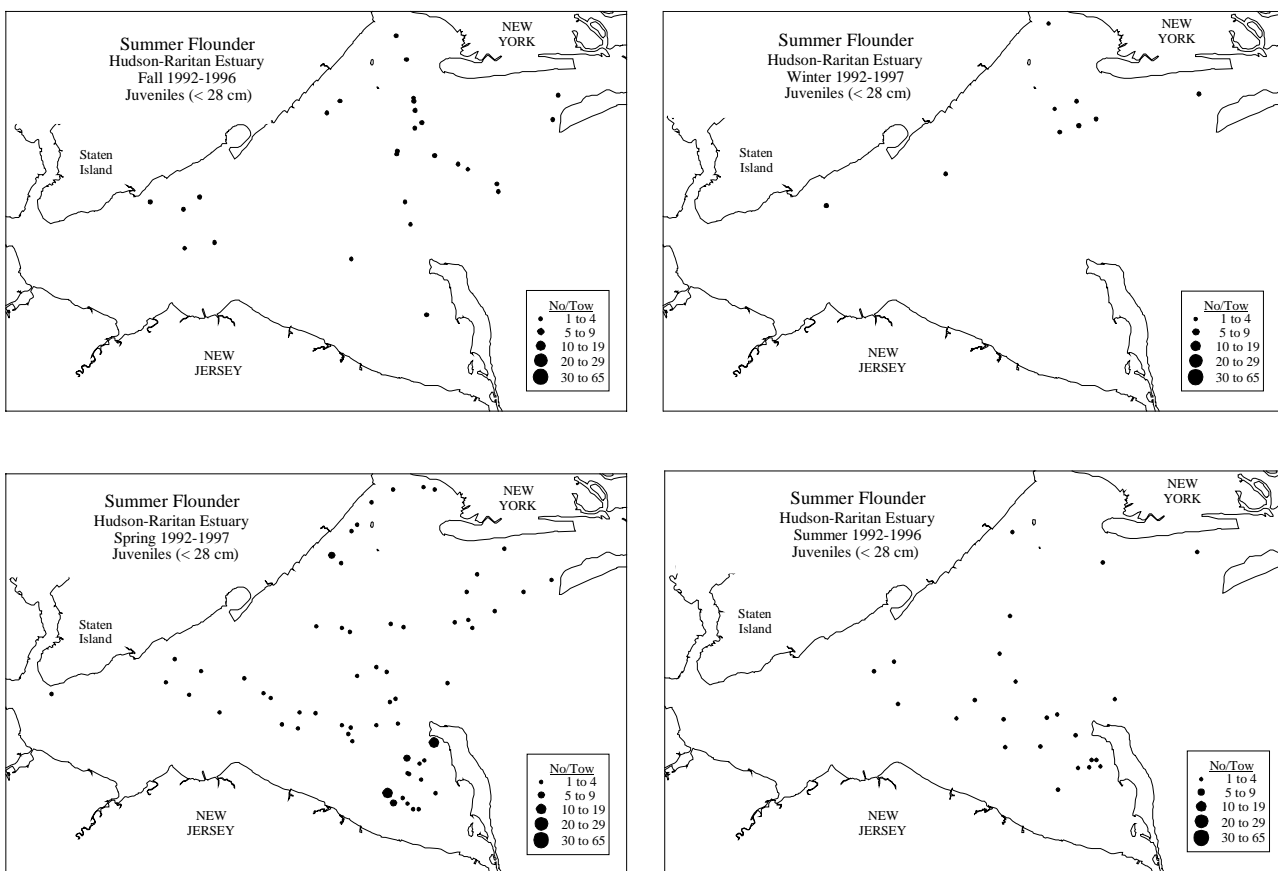 Summer Flounder
Hudson-Raritan Estuary
Fall 1992-1996
Juveniles (< 28 cm)
NEW
YORK
Staten
Island
NEW
JERSEY
No/Tow
1 to 4
5 to 9
10 to 19
20 to 29
30 to 65
Summer Flounder
Hudson-Raritan Estuary
Winter 1992-1997
Juveniles (< 28 cm)
NEW
YORK
Staten
Island
NEW
JERSEY
No/Tow
1 to 4
5 to 9
10 to 19
20 to 29
30 to 65
Summer Flounder
Hudson-Raritan Estuary
Spring 1992-1997
Juveniles (< 28 cm)
NEW
YORK
Staten
Island
NEW
JERSEY
No/Tow
1 to 4
5 to 9
10 to 19
20 to 29
30 to 65
Summer Flounder
Hudson-Raritan Estuary
Summer 1992-1996
Juveniles (< 28 cm)
NEW
YORK
Staten
Island
NEW
JERSEY
No/Tow
1 to 4
5 to 9
10 to 19
20 to 29
30 to 65